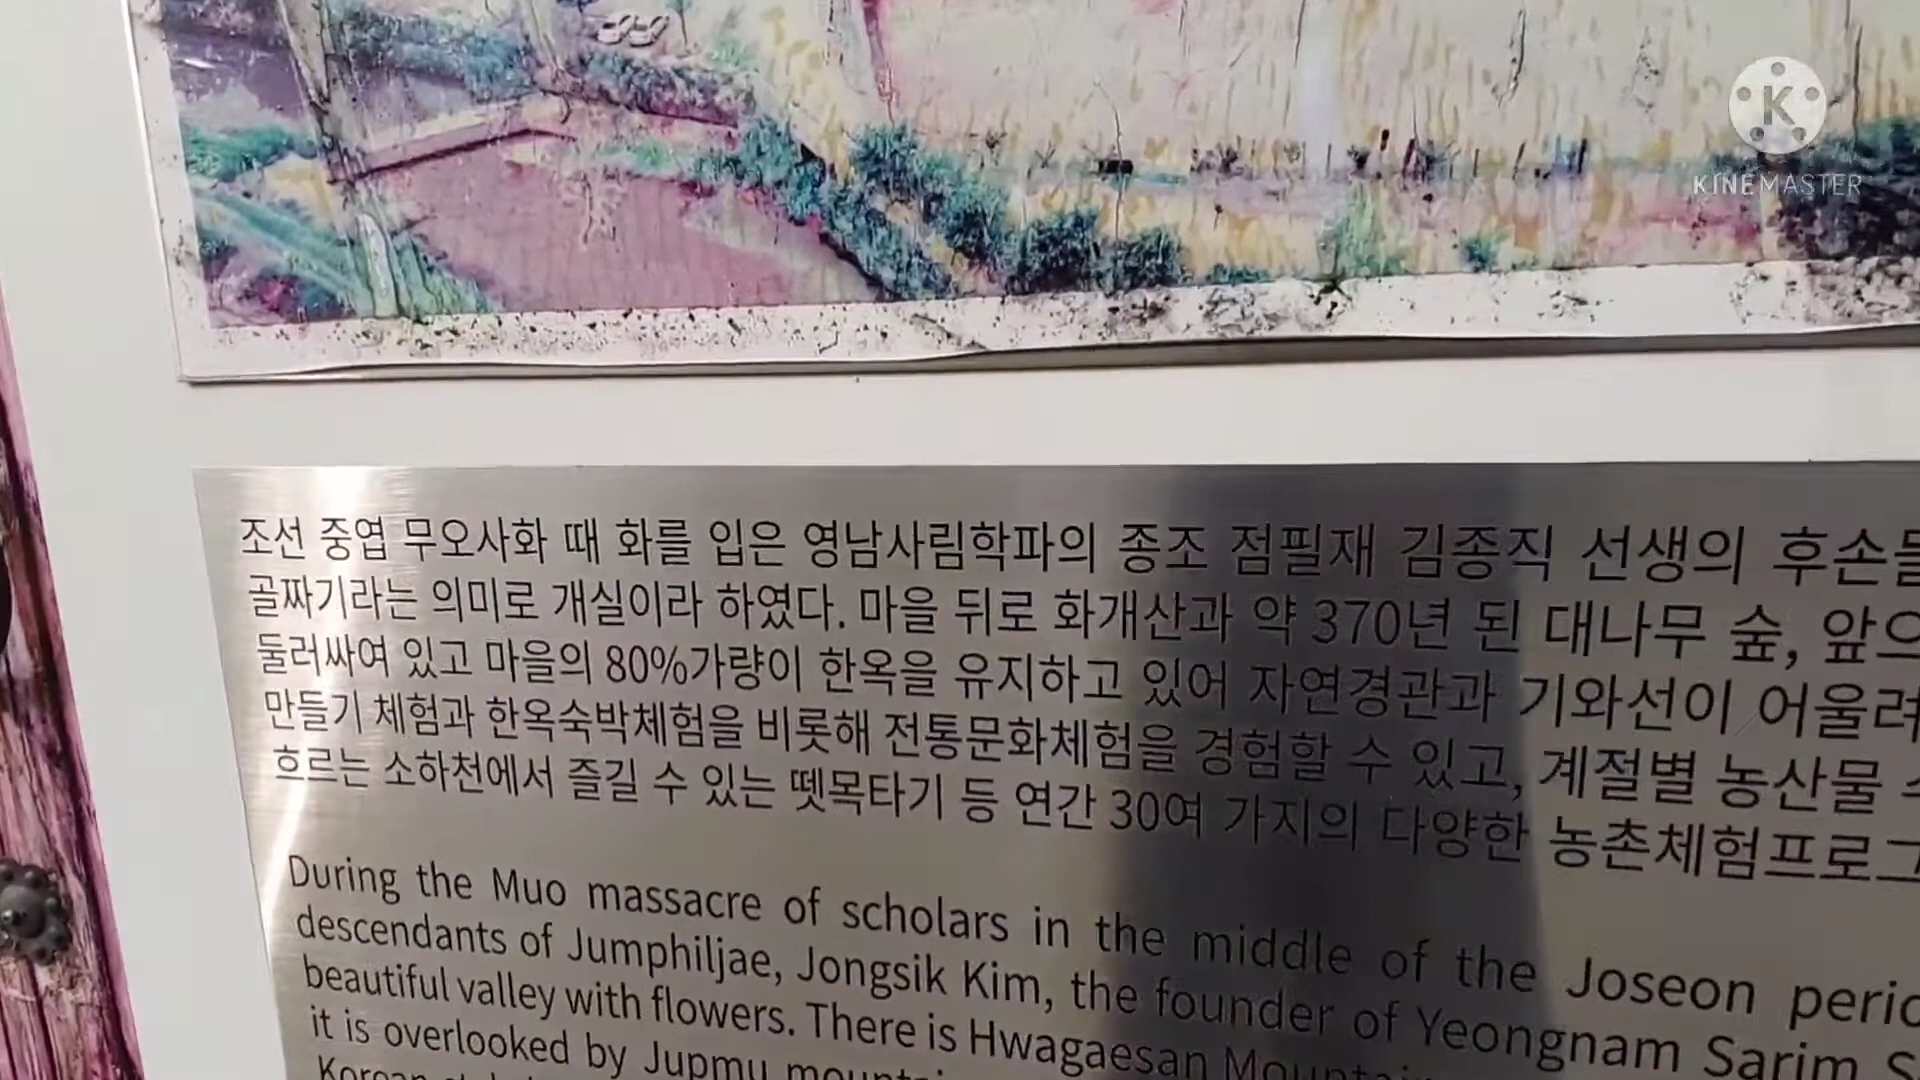 K
KINEMASTER
조선 중엽 무오사화 때 화를 입은 영남사림학파의 종조 점필재 김종직 선생의 후손들
골짜기라는 의미로 개실이라 하였다. 마을 뒤로 화개산과 약 370년 된 대나무 숲, 앞으
둘러싸여 있고 마을의 80%가량이 한옥을 유지하고 있어 자연경관과 기와선이 어울려
만들기 체험과 한옥숙박체험을 비롯해 전통문화체험을 경험할 수 있고, 계절별 농산물
흐르는 소하천에서 즐길 수 있는 뗏목타기 등 연간 30여 가지의 다양한 농촌체험프로그
During the Muo massacre of scholars in the middle of the Joseon perio
descendants of Jumphiljae, Jongsik Kim, the founder of Yeongnam Sarim S
beautiful valley with flowers. There is Hwagaesan Mountain
it is overlooked by Jupmu mountai
Korean